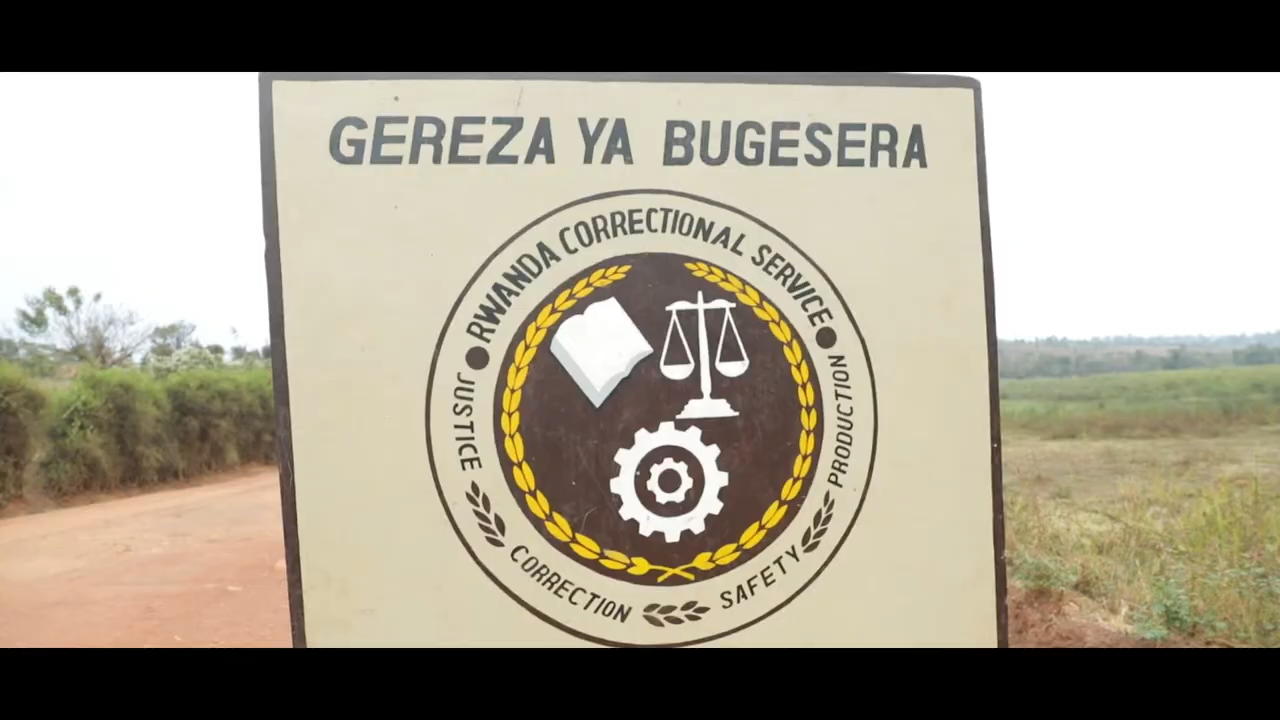 GEREZA YA BUGESERA
RWANDA CORRECTIONAL SERVICE
JUSTICE
CORRECTION
SAFETY
PRODUCTION